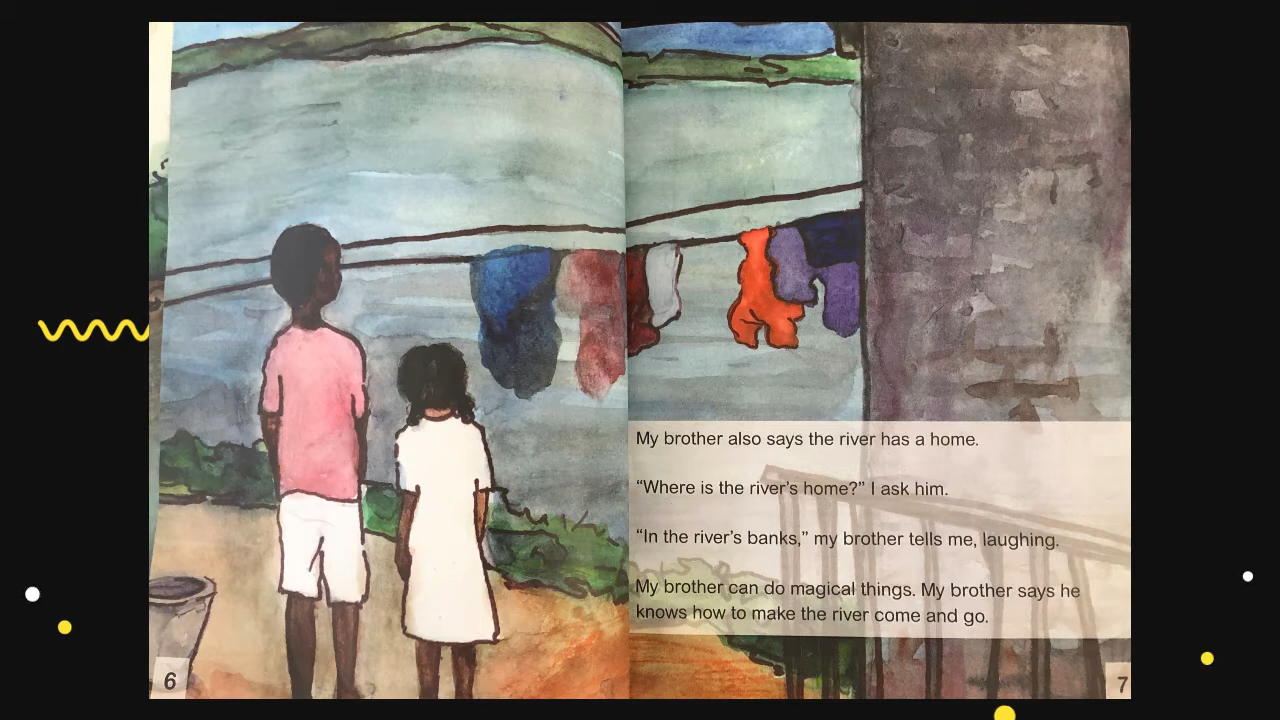 My brother also says the river has a home.
“Where is the river’s home?” I ask him.
“In the river’s banks,” my brother tells me, laughing.
My brother can do magical things. My brother says he
knows how to make the river come and go.
6
7